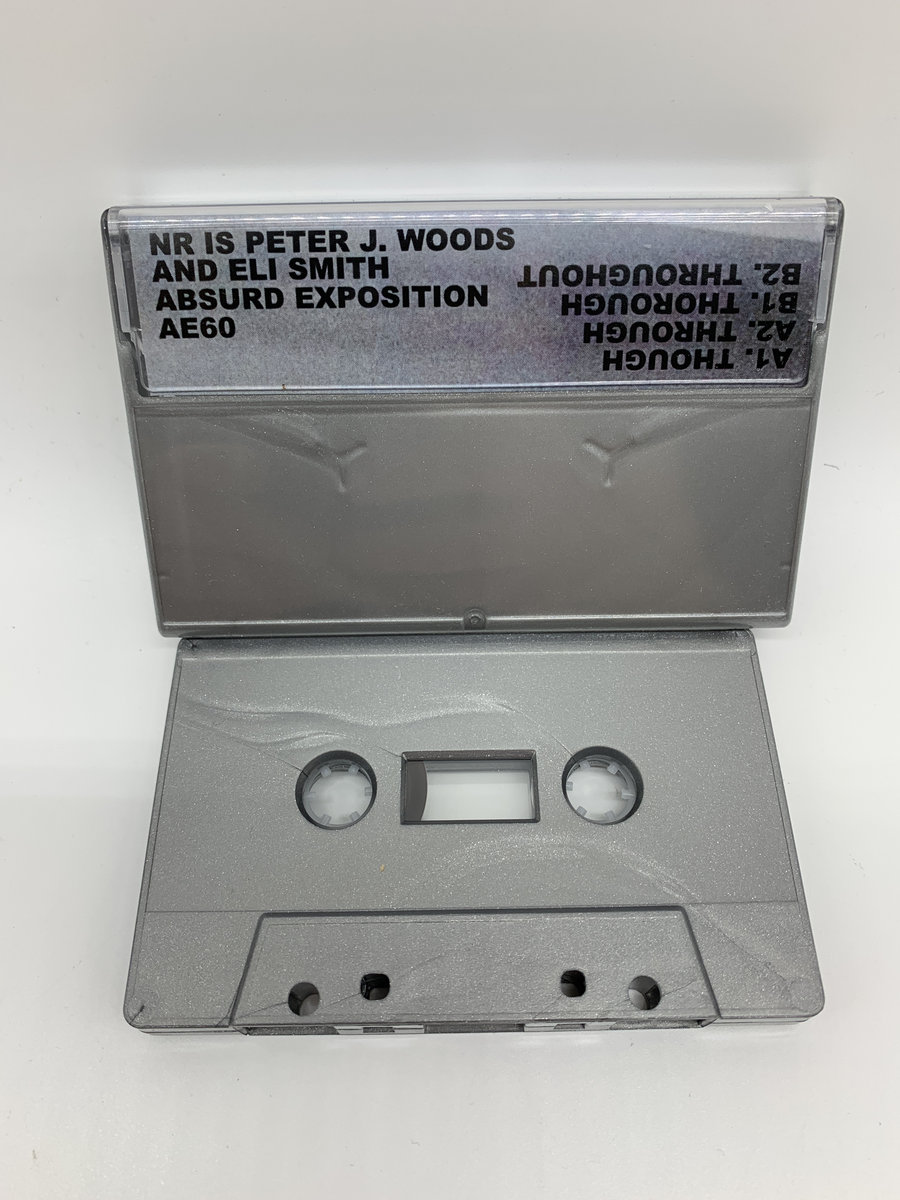 NR IS PETER J. WOODS
AND ELI SMITH
ABSURD EXPOSITION
AE60
A1. THOUGH
A2. THROUGH
B1. THOROUGH
B2. THROUGHOUT